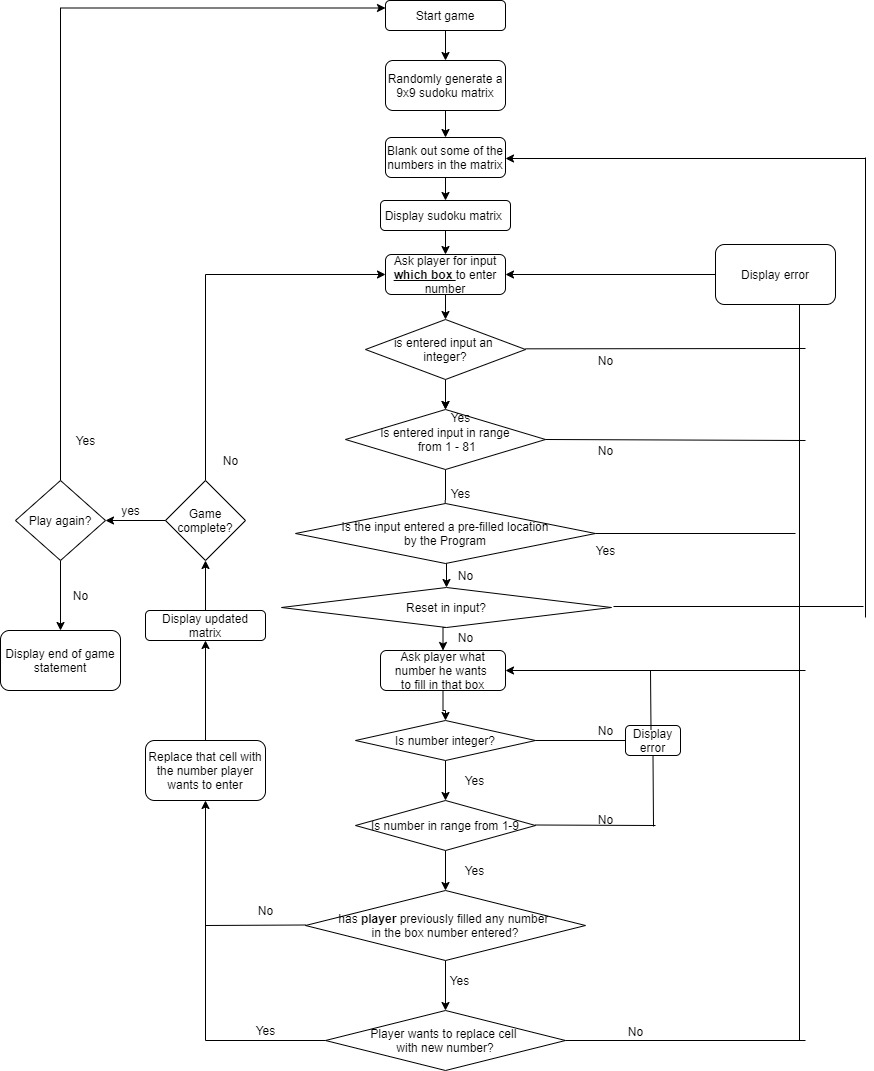 Start game
Randomly generate a
9x9 sudoku matrix
Blank out some of the
numbers in the matrix
Display sudoku matrix
Ask player for input
which box to enter
number
Display error
Is entered input an
integer?
No
Yes
Is entered input in range
from 1 - 81
No
Yes
Is the input entered a pre-filled location
by the Program
Yes
No
Reset in input?
No
Ask player what
number he wants
to fill in that box
Is number integer?
No
Display
error
Yes
Is number in range from 1-9
No
Yes
has player previously filled any number
in the box number entered?
No
Yes
Player wants to replace cell
with new number?
Yes
No
Replace that cell with
the number player
wants to enter
Display updated
matrix
Game
complete?
No
yes
Play again?
Yes
No
Display end of game
statement